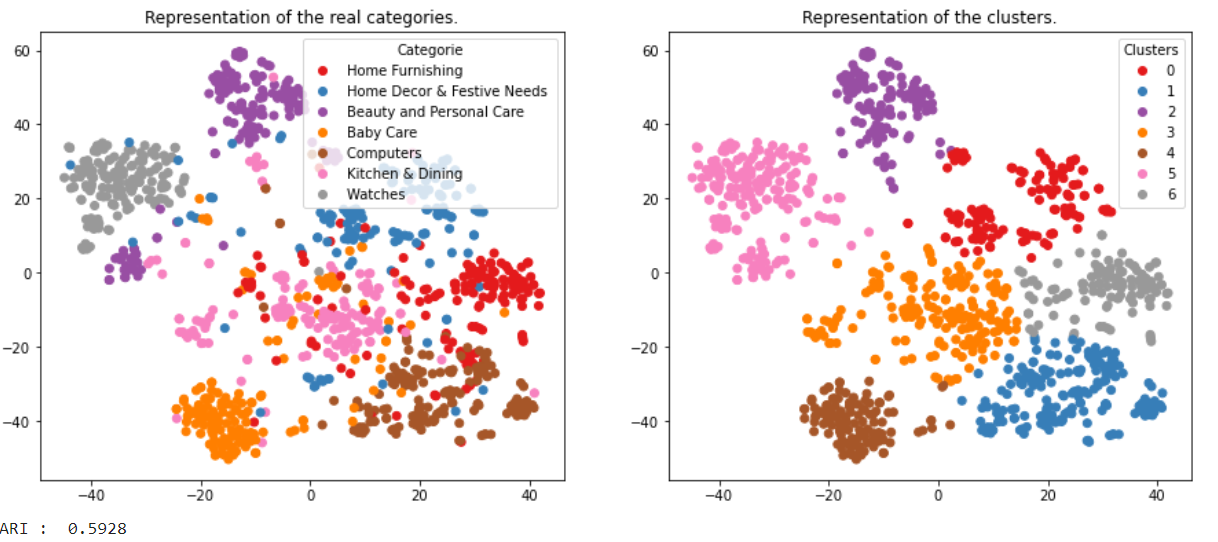 Representation of the real categories.
Categorie
Home Furnishing
Home Decor & Festive Needs
Beauty and Personal Care
Baby Care
Computers
Kitchen & Dining
Watches
60
40
20
0
−20
−40
−40
−20
0
20
40
Representation of the clusters.
Clusters
0
1
2
3
4
5
6
60
40
20
0
−20
−40
−40
−20
0
20
40
ARI :  0.5928